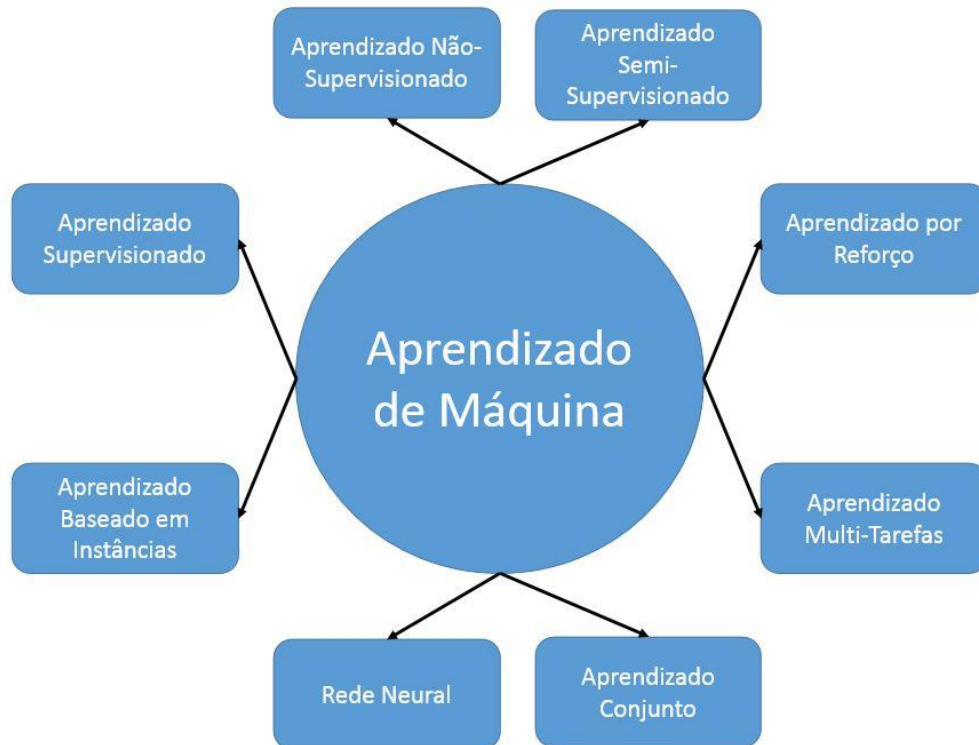 Aprendizado Não-
Supervisionado
Aprendizado
Semi-
Supervisionado
Aprendizado
Supervisionado
Aprendizado por
Reforço
Aprendizado
de Máquina
Aprendizado
Baseado em
Instâncias
Aprendizado
Multi-Tarefas
Rede Neural
Aprendizado
Conjunto